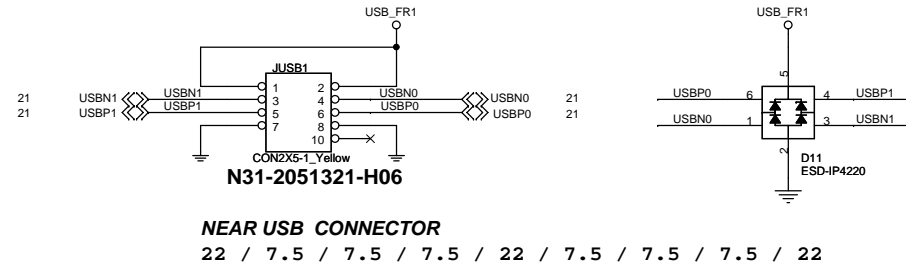 USB_FR1
JUSB1
1 2
21 USBN1 USBN1 3 4 USBN0 USBN0 21
21 USBP1 USBP1 5 6 USBP0 USBP0 21
7 8
10
CON2X5-1_Yellow
N31-2051321-H06
USB_FR1
5
USBP0 6 4 USBP1
USBN0 1 3 USBN1
2
D11
ESD-IP4220
NEAR USB CONNECTOR
22 / 7.5 / 7.5 / 7.5 / 22 / 7.5 / 7.5 / 7.5 / 22